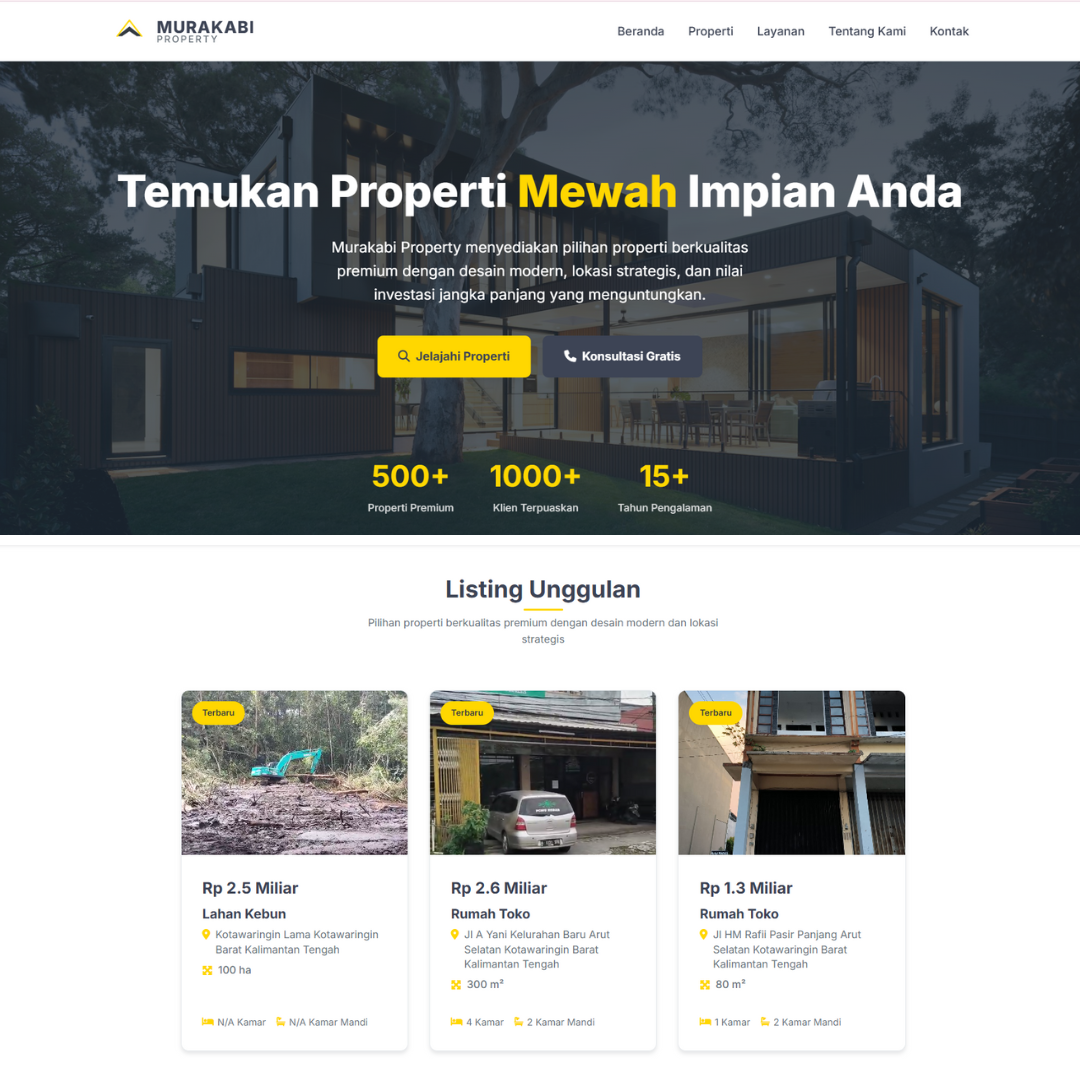 MURAKABI
PROPERTY
Beranda Properti Layanan Tentang Kami Kontak
Temukan Properti Mewah Impian Anda
Murakabi Property menyediakan pilihan properti berkualitas
premium dengan desain modern, lokasi strategis, dan nilai
investasi jangka panjang yang menguntungkan.
Jelajahi Properti
Konsultasi Gratis
500+ 1000+ 15+
Properti Premium Klien Terpuaskan Tahun Pengalaman
Listing Unggulan
Pilihan properti berkualitas premium dengan desain modern dan lokasi
strategis
Terbaru
Rp 2.5 Miliar
Lahan Kebun
Kotawaringin Lama Kotawaringin
Barat Kalimantan Tengah
100 ha
N/A Kamar N/A Kamar Mandi
Terbaru
Rp 2.6 Miliar
Rumah Toko
Jl A Yani Kelurahan Baru Arut
Selatan Kotawaringin Barat
Kalimantan Tengah
300 m²
4 Kamar 2 Kamar Mandi
Terbaru
Rp 1.3 Miliar
Rumah Toko
Jl HM Rafii Pasir Panjang Arut
Selatan Kotawaringin Barat
Kalimantan Tengah
80 m²
1 Kamar 2 Kamar Mandi